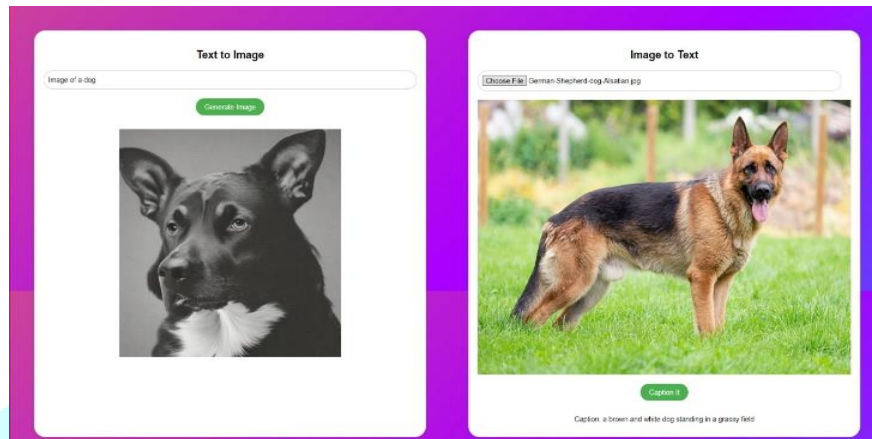 Text to Image
Image of a dog
Generate Image
Image to Text
Choose File German-Shepherd-dog-Alsatian.jpg
Caption It
Caption: a brown and white dog standing in a grassy field